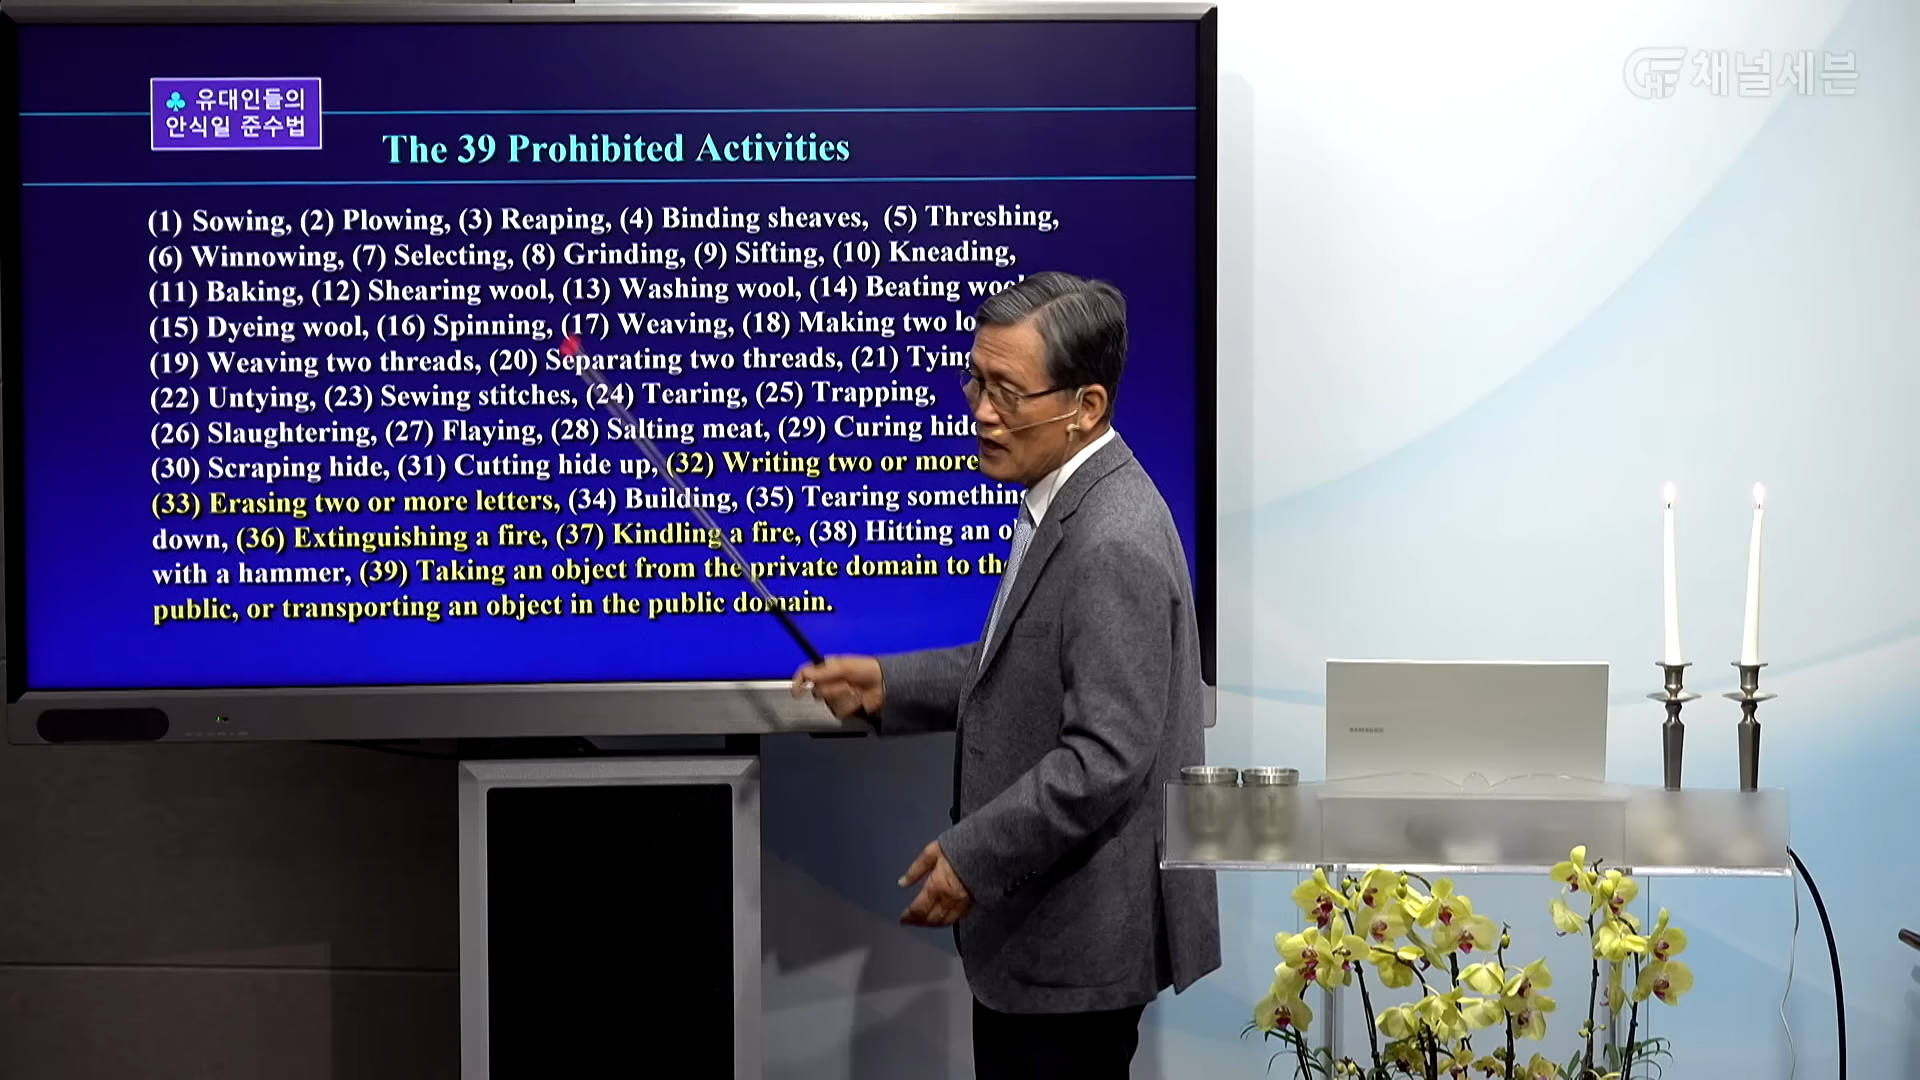 채널세븐
♣ 유대인들의
안식일 준수법
The 39 Prohibited Activities
(1) Sowing, (2) Plowing, (3) Reaping, (4) Binding sheaves, (5) Threshing,
(6) Winnowing, (7) Selecting, (8) Grinding, (9) Sifting, (10) Kneading,
(11) Baking, (12) Shearing wool, (13) Washing wool, (14) Beating
(15) Dyeing wool, (16) Spinning, (17) Weaving, (18) Making two
(19) Weaving two threads, (20) Separating two threads, (21)
(22) Untying, (23) Sewing stitches, (24) Tearing, (25) Trapping,
(26) Slaughtering, (27) Flaying, (28) Salting meat, (29) Curing
(30) Scraping hide, (31) Cutting hide up, (32) Writing two or more
(33) Erasing two or more letters, (34) Building, (35) Tearing something
down, (36) Extinguishing a fire, (37) Kindling a fire, (38) Hitting an
with a hammer, (39) Taking an object from the private domain to the
public, or transporting an object in the public domain.
SAMSUNG